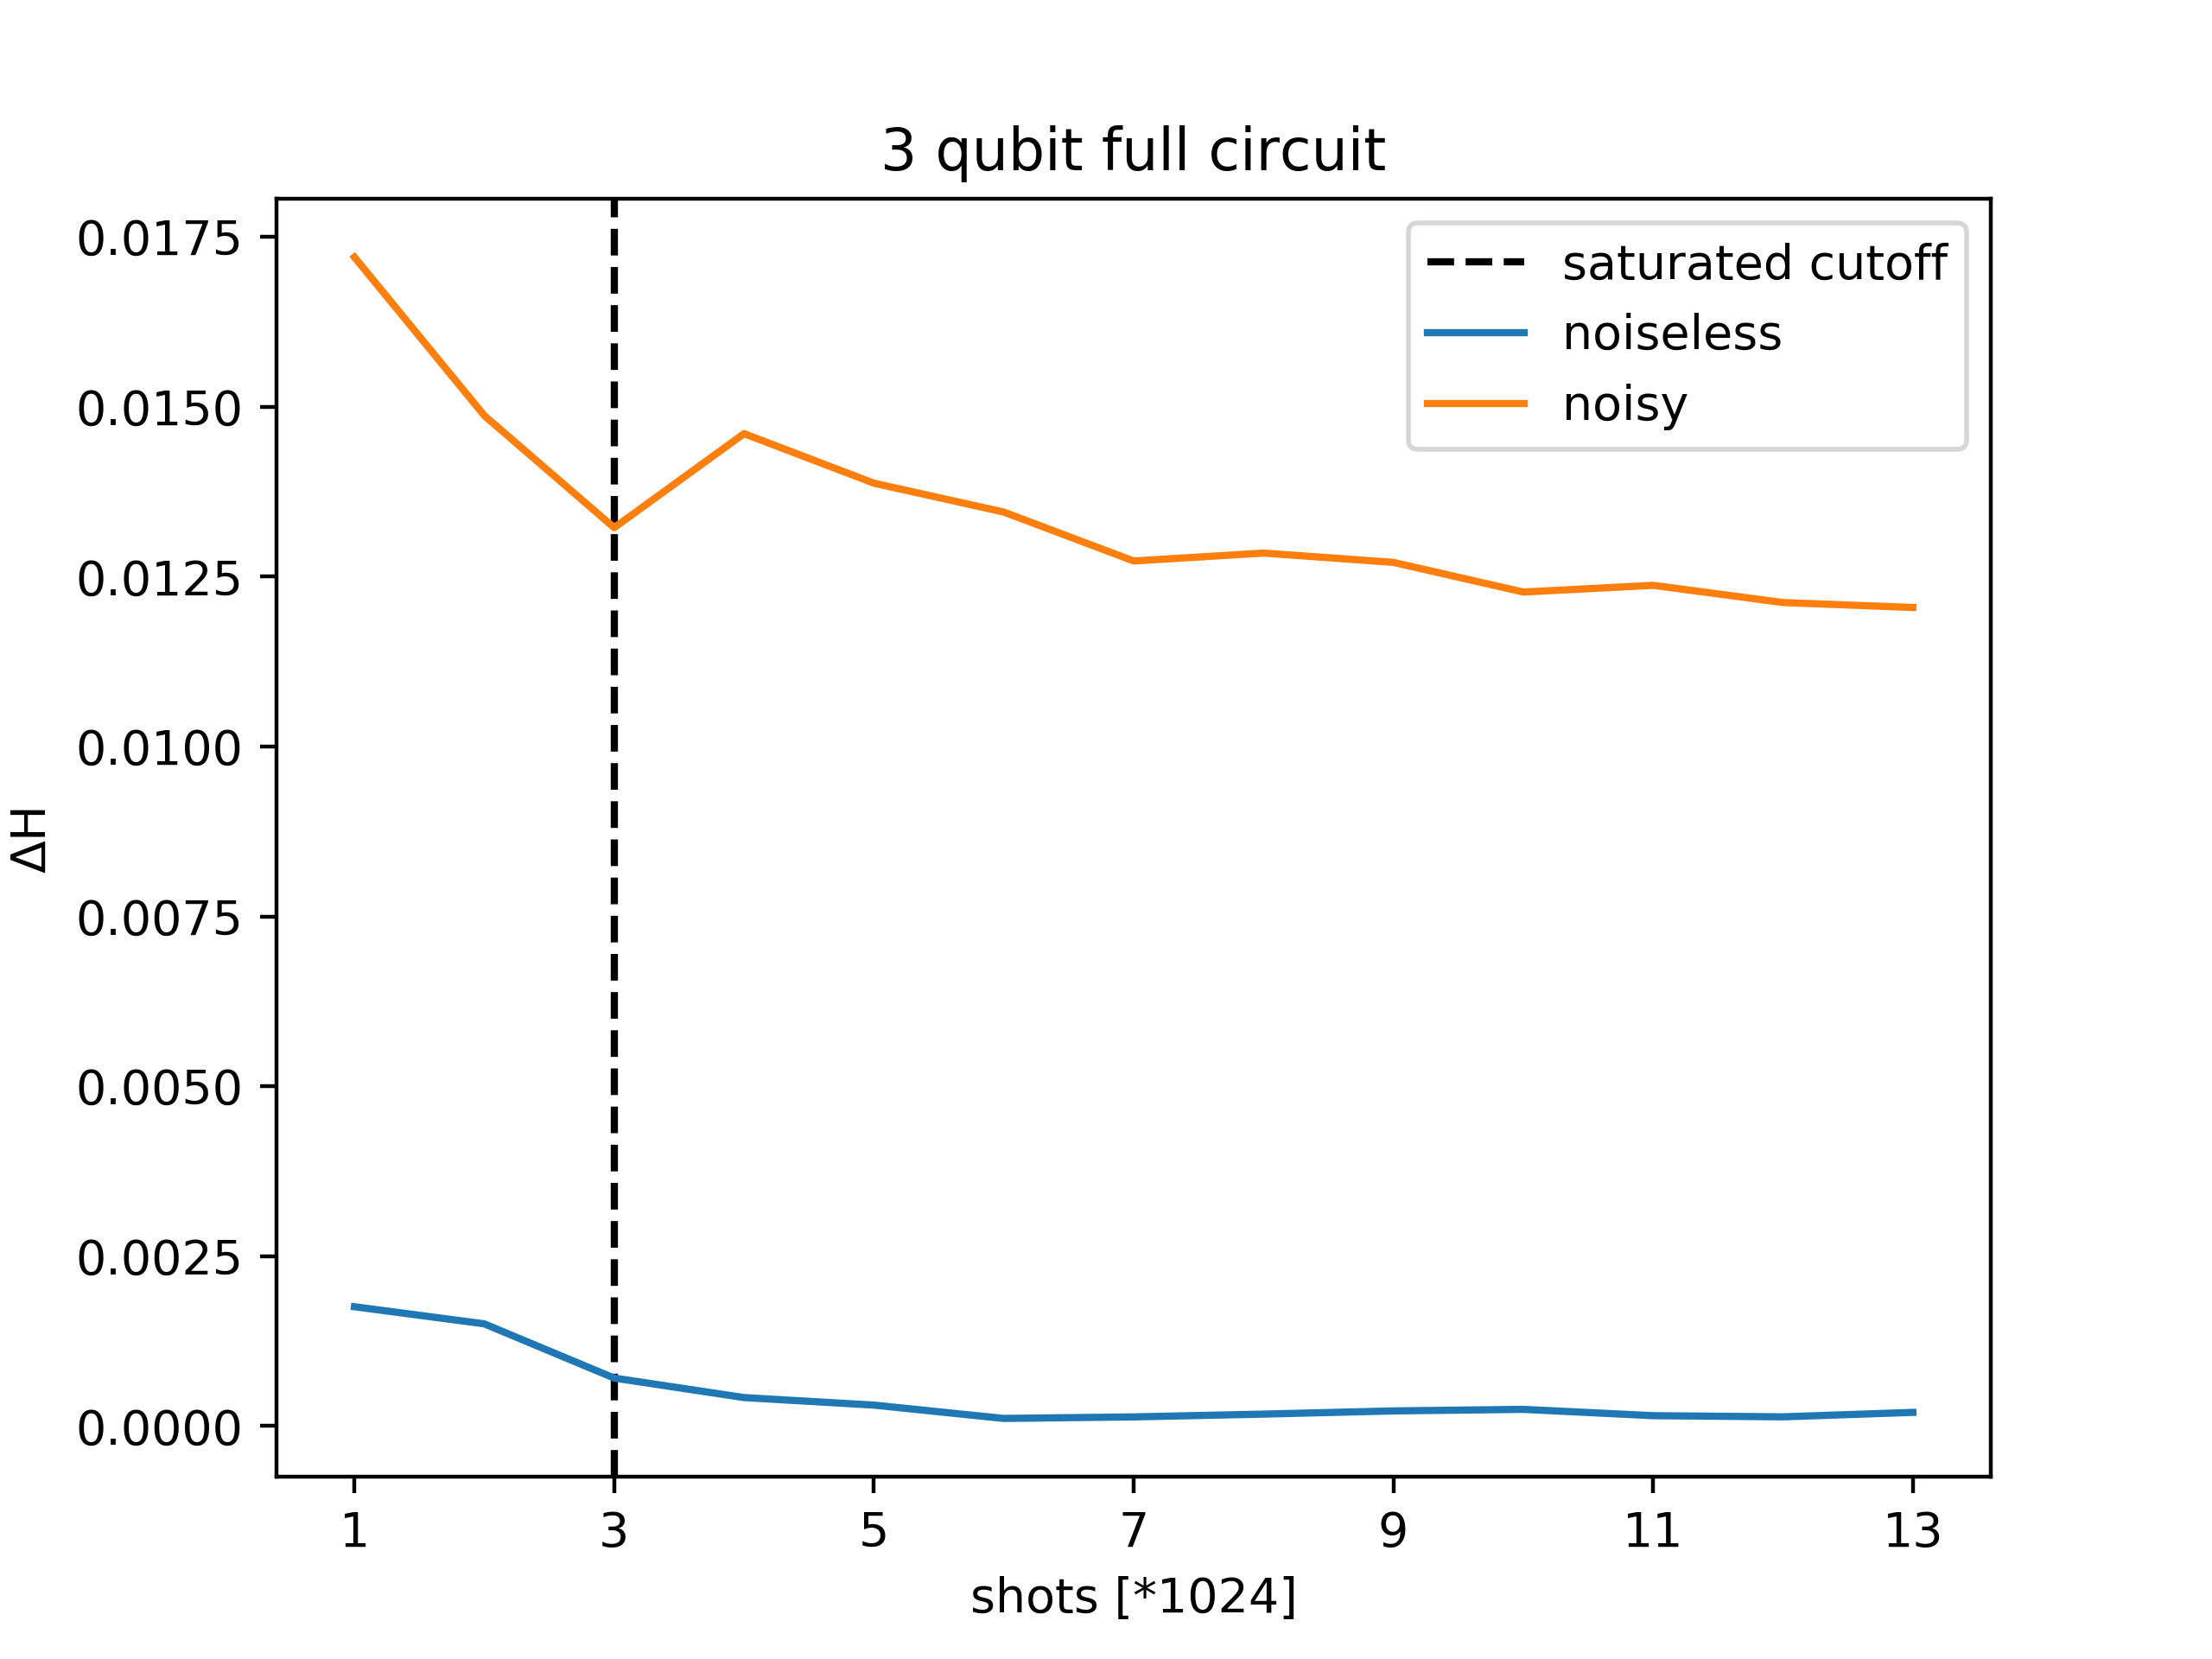 3 qubit full circuit
saturated cutoff
noiseless
noisy
0.0175
0.0150
0.0125
0.0100
0.0075
0.0050
0.0025
0.0000
ΔH
1 3 5 7 9 11 13
shots [*1024]